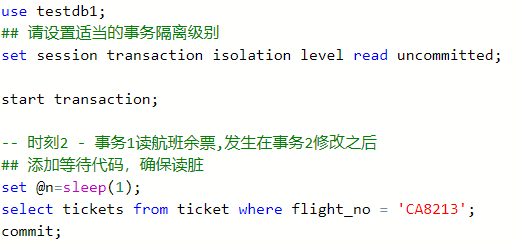 use testdb1;
## 请设置适当的事务隔离级别
set session transaction isolation level read uncommitted;
start transaction;
-- 时刻2 - 事务1读航班余票,发生在事务2修改之后
## 添加等待代码，确保读脏
set @n=sleep(1);
select tickets from ticket where flight_no = 'CA8213';
commit;